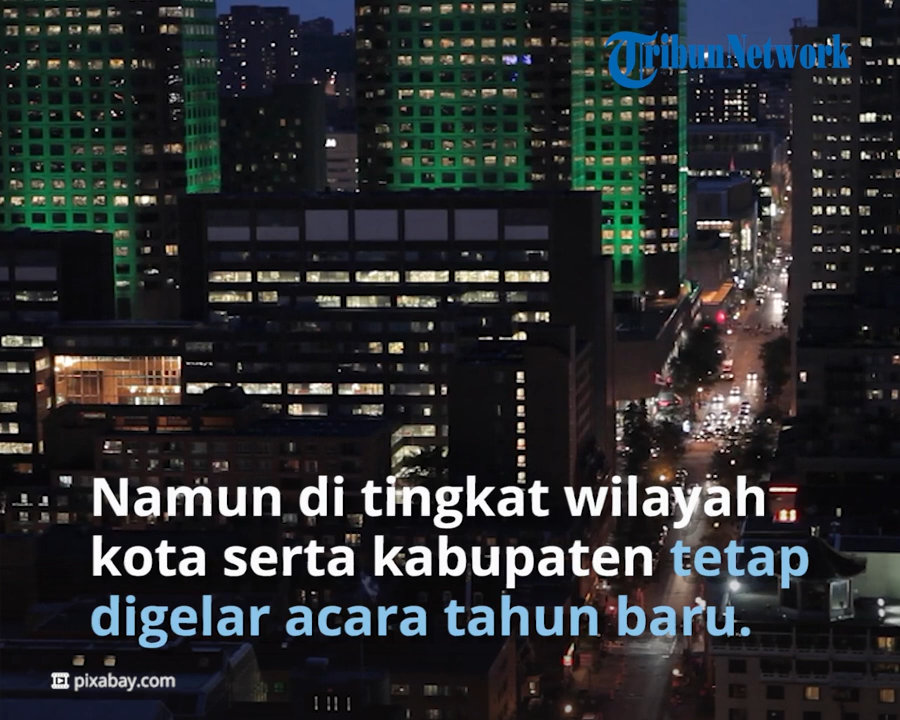 TribunNetwork
Namun di tingkat wilayah
kota serta kabupaten tetap
digelar acara tahun baru.
pixabay.com